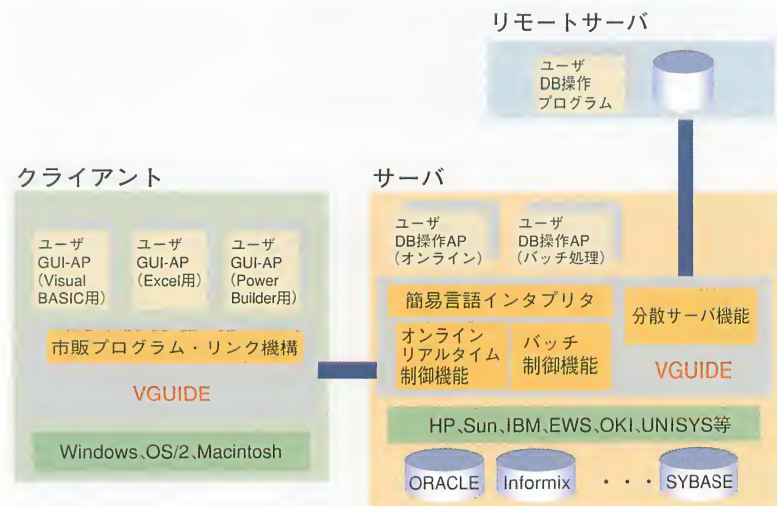 リモートサーバ
ユーザ
DB操作
プログラム
クライアント
ユーザ
GUI-AP
(Visual
BASIC用)
ユーザ
GUI-AP
(Excel用)
ユーザ
GUI-AP
(Power
Builder用)
市販プログラム・リンク機構
VGUIDE
Windows、OS/2、Macintosh
サーバ
ユーザ
DB操作AP
(オンライン)
ユーザ
DB操作AP
(バッチ処理)
簡易言語インタプリタ
オンライン
リアルタイム
制御機能
バッチ
制御機能
分散サーバ機能
VGUIDE
HP、Sun、IBM、EWS、OKI、UNISYS等
ORACLE
Informix
・・・
SYBASE